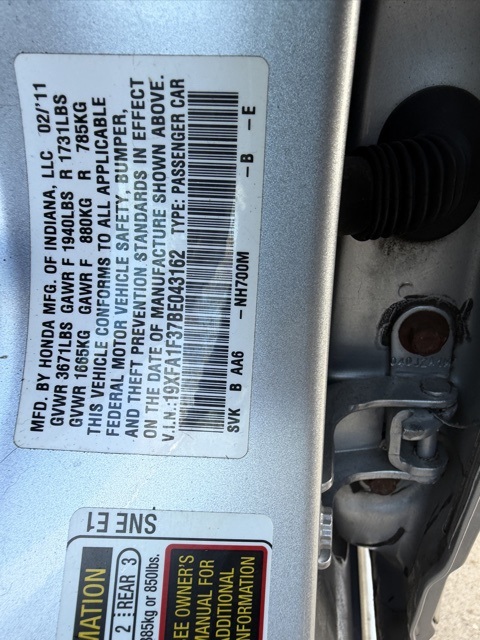 MFD. BY HONDA MFG. OF INDIANA, LLC 02/'11
GVWR 3671LBS GAWR F 1940LBS R 1731LBS
GVWR 1665KG GAWR F 880KG R 785KG
THIS VEHICLE CONFORMS TO ALL APPLICABLE
FEDERAL MOTOR VEHICLE SAFETY, BUMPER,
AND THEFT PREVENTION STANDARDS IN EFFECT
ON THE DATE OF MANUFACTURE SHOWN ABOVE.
V.I.N.:19XFA1F37BE043162 TYPE: PASSENGER CAR
SVK B AA6 -NH700M -B -E
SNE E1
MATION
2 REAR 3
385kg or 850lbs.
EE OWNER'S
MANUAL FOR
ADDITIONAL
INFORMATION